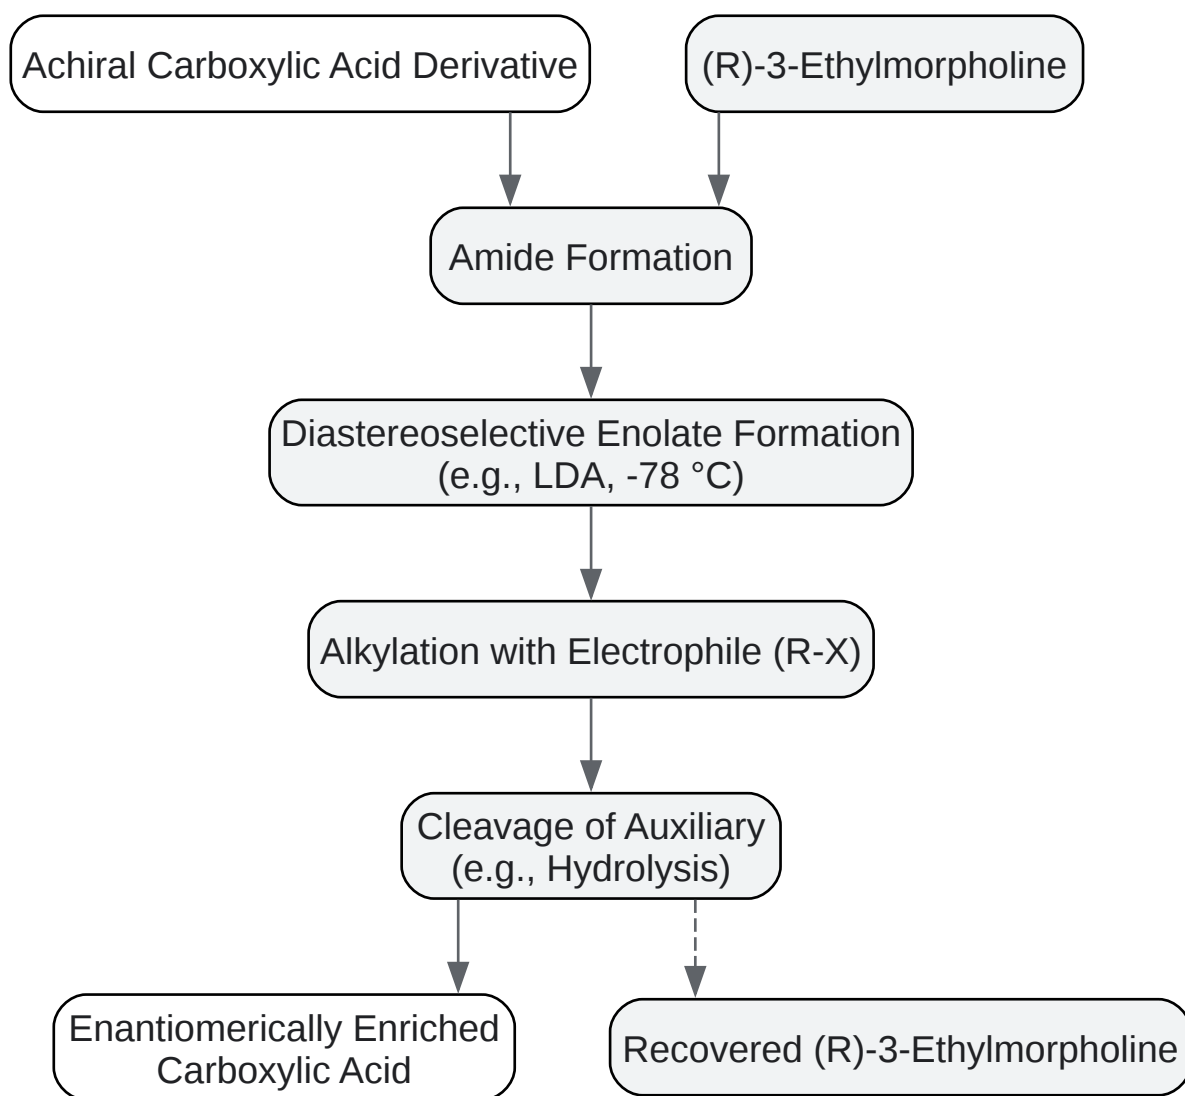 Achiral Carboxylic Acid Derivative
(R)-3-Ethylmorpholine
Amide Formation
Diastereoselective Enolate Formation
(e.g., LDA, -78 °C)
Alkylation with Electrophile (R-X)
Cleavage of Auxiliary
(e.g., Hydrolysis)
Enantiomerically Enriched
Carboxylic Acid
Recovered (R)-3-Ethylmorpholine